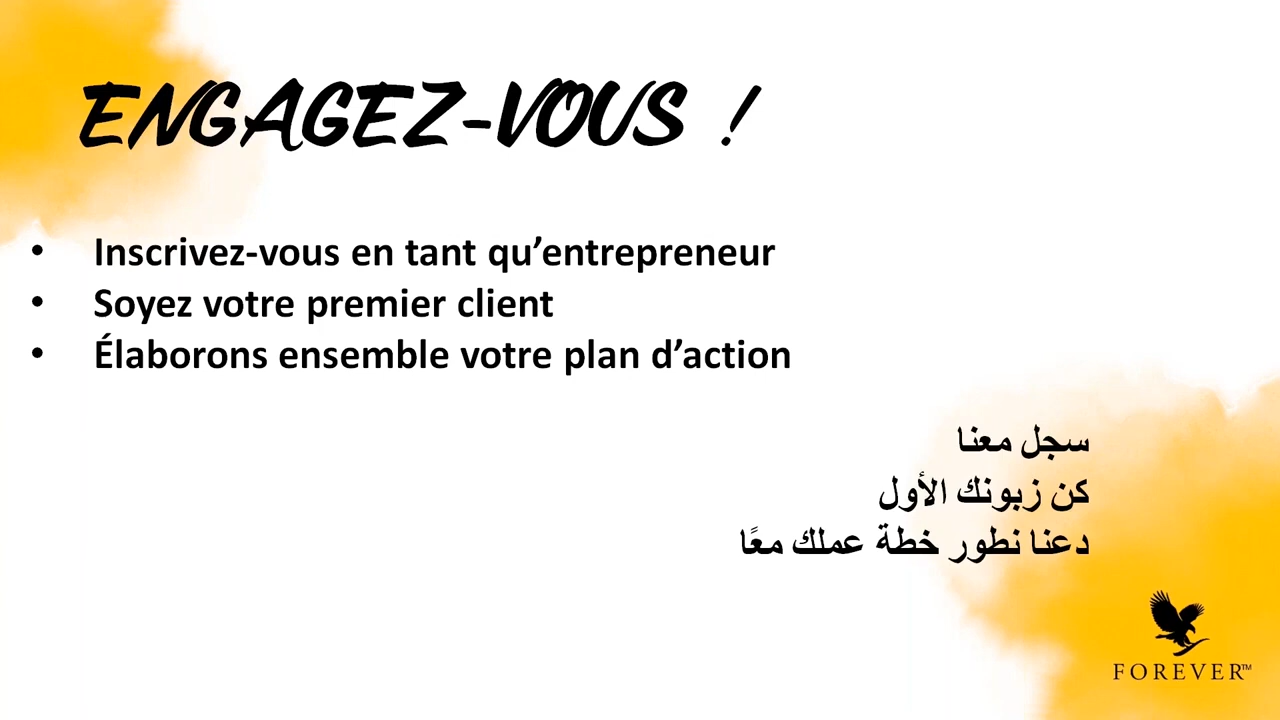 ENGAGEZ-VOUS !
• Inscrivez-vous en tant qu’entrepreneur
• Soyez votre premier client
• Élaborons ensemble votre plan d’action
سجل معنا
كن زبونك الأول
دعنا نطور خطة عملك معًا
FOREVER™